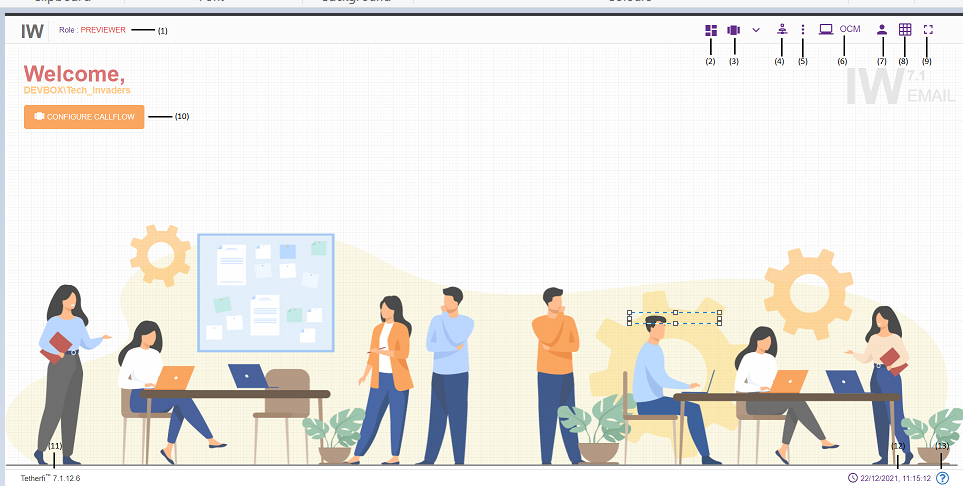 Clipboard Font Background Colours
IW Role : PREVIEWER (1) OCM
(2) (3) (4) (5) (6) (7) (8) (9)
Welcome,
DEVBOX\Tech_Invaders
IW 7.1
EMAIL
CONFIGURE CALLFLOW (10)
(11) (12) (13)
Tetherfi™ 7.1.12.6 22/12/2021, 11:15:12 ?